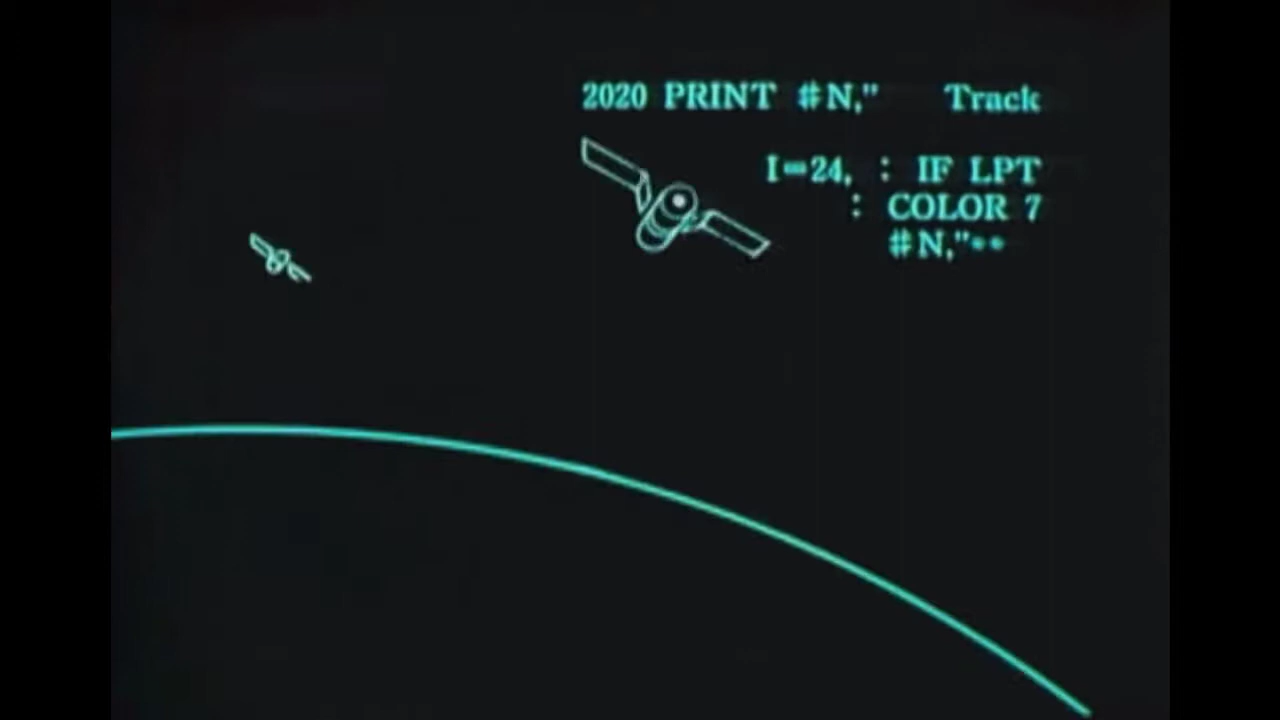 2020 PRINT #N,"    Track
I=24, : IF LPT
: COLOR 7
#N,"**